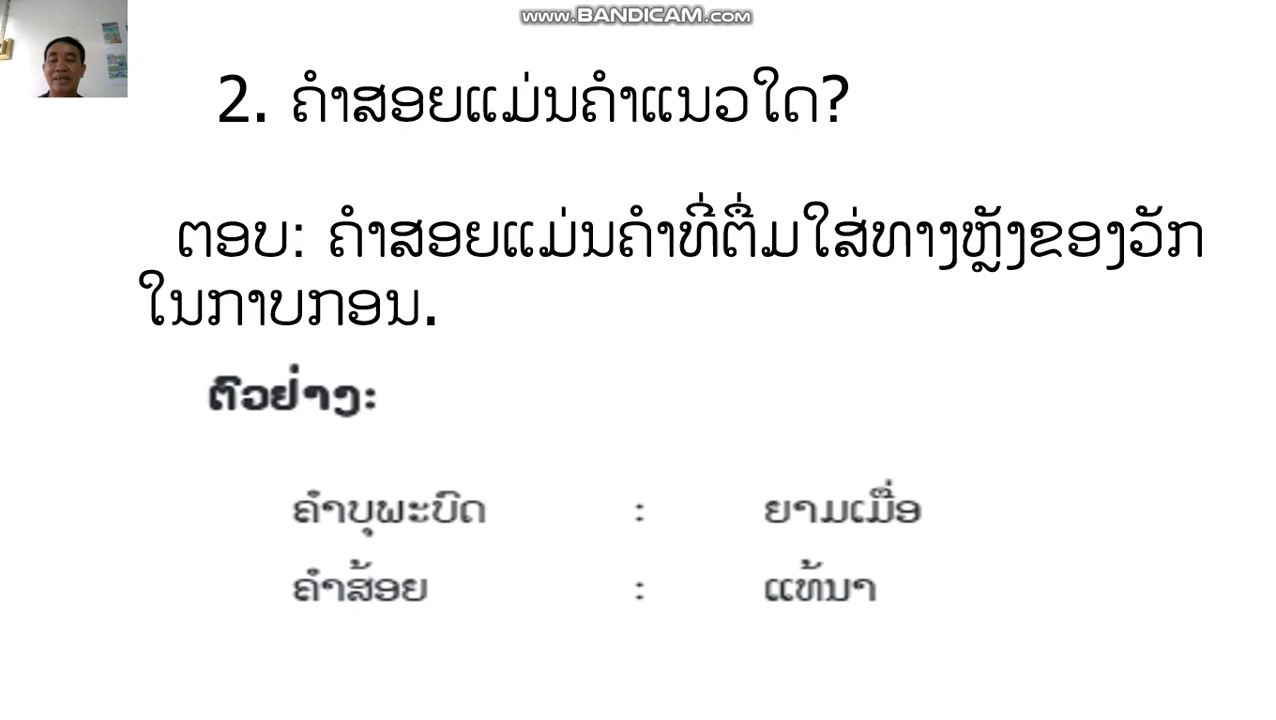 www.BANDICAM.com
2. ຄຳສອຍແມ່ນຄຳແນວໃດ?
ຕອບ: ຄຳສອຍແມ່ນຄຳທີ່ຕື່ມໃສ່ທາງຫຼັງຂອງວັກ
ໃນກາບກອນ.
ຕົວຢ່າງ:
ຄຳບຸພະບົດ : ຍາມເມື່ອ
ຄຳສ້ອຍ : ແທ້ນາ